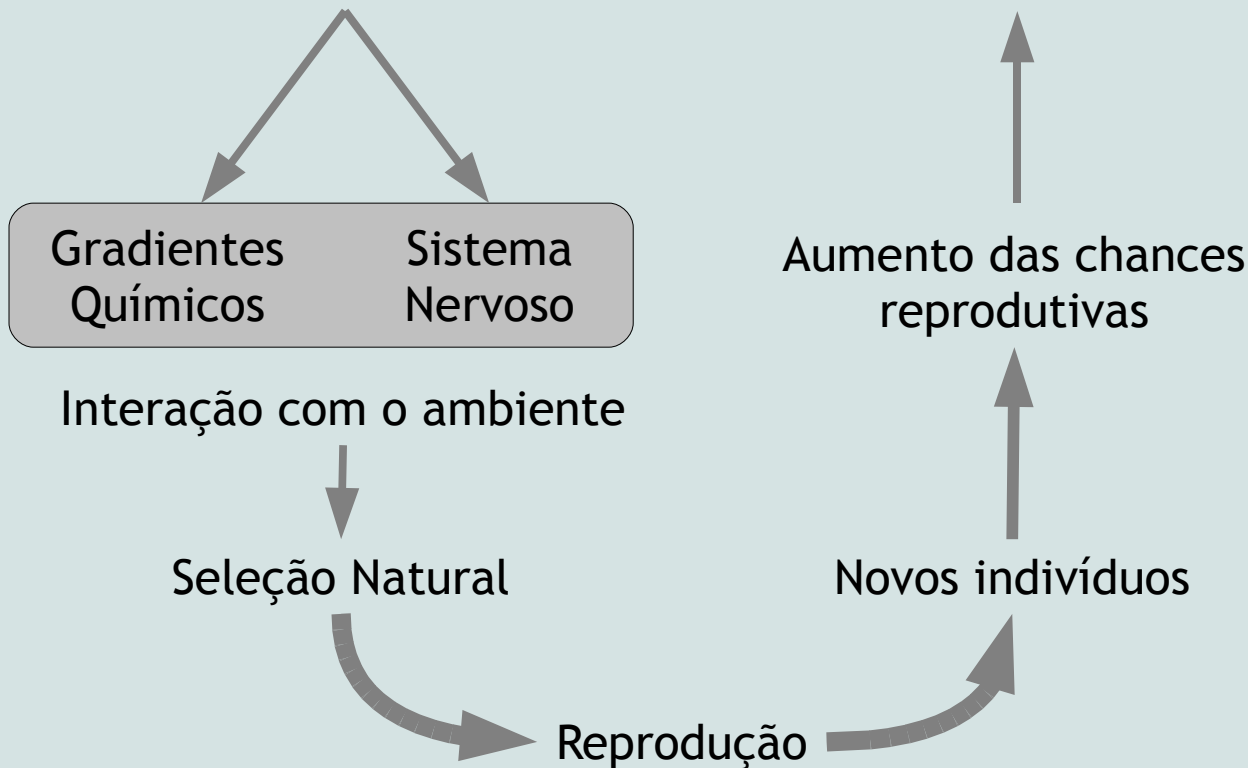 Gradientes
Químicos
Sistema
Nervoso
Interação com o ambiente
Seleção Natural
Reprodução
Novos indivíduos
Aumento das chances
reprodutivas